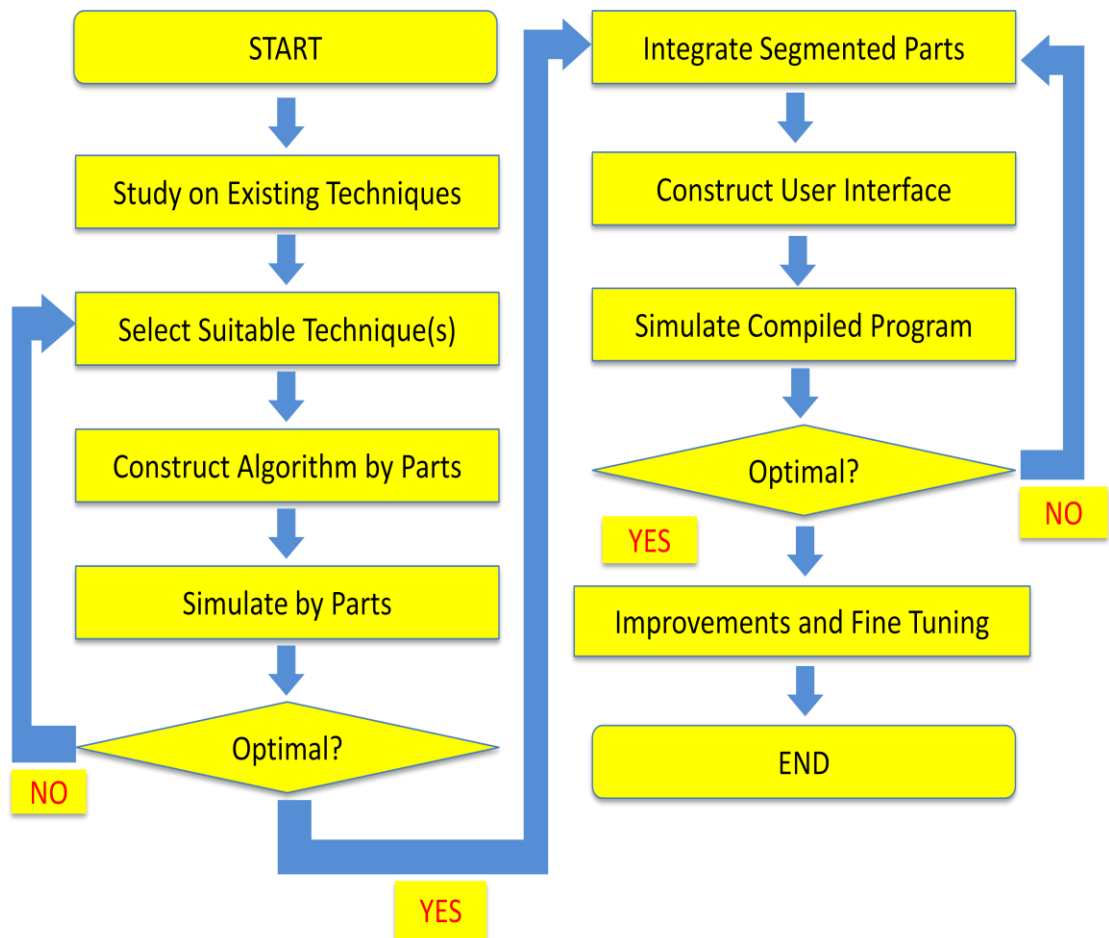 START
Study on Existing Techniques
Select Suitable Technique(s)
Construct Algorithm by Parts
Simulate by Parts
Optimal?
NO
YES
Integrate Segmented Parts
Construct User Interface
Simulate Compiled Program
Optimal?
NO
YES
Improvements and Fine Tuning
END